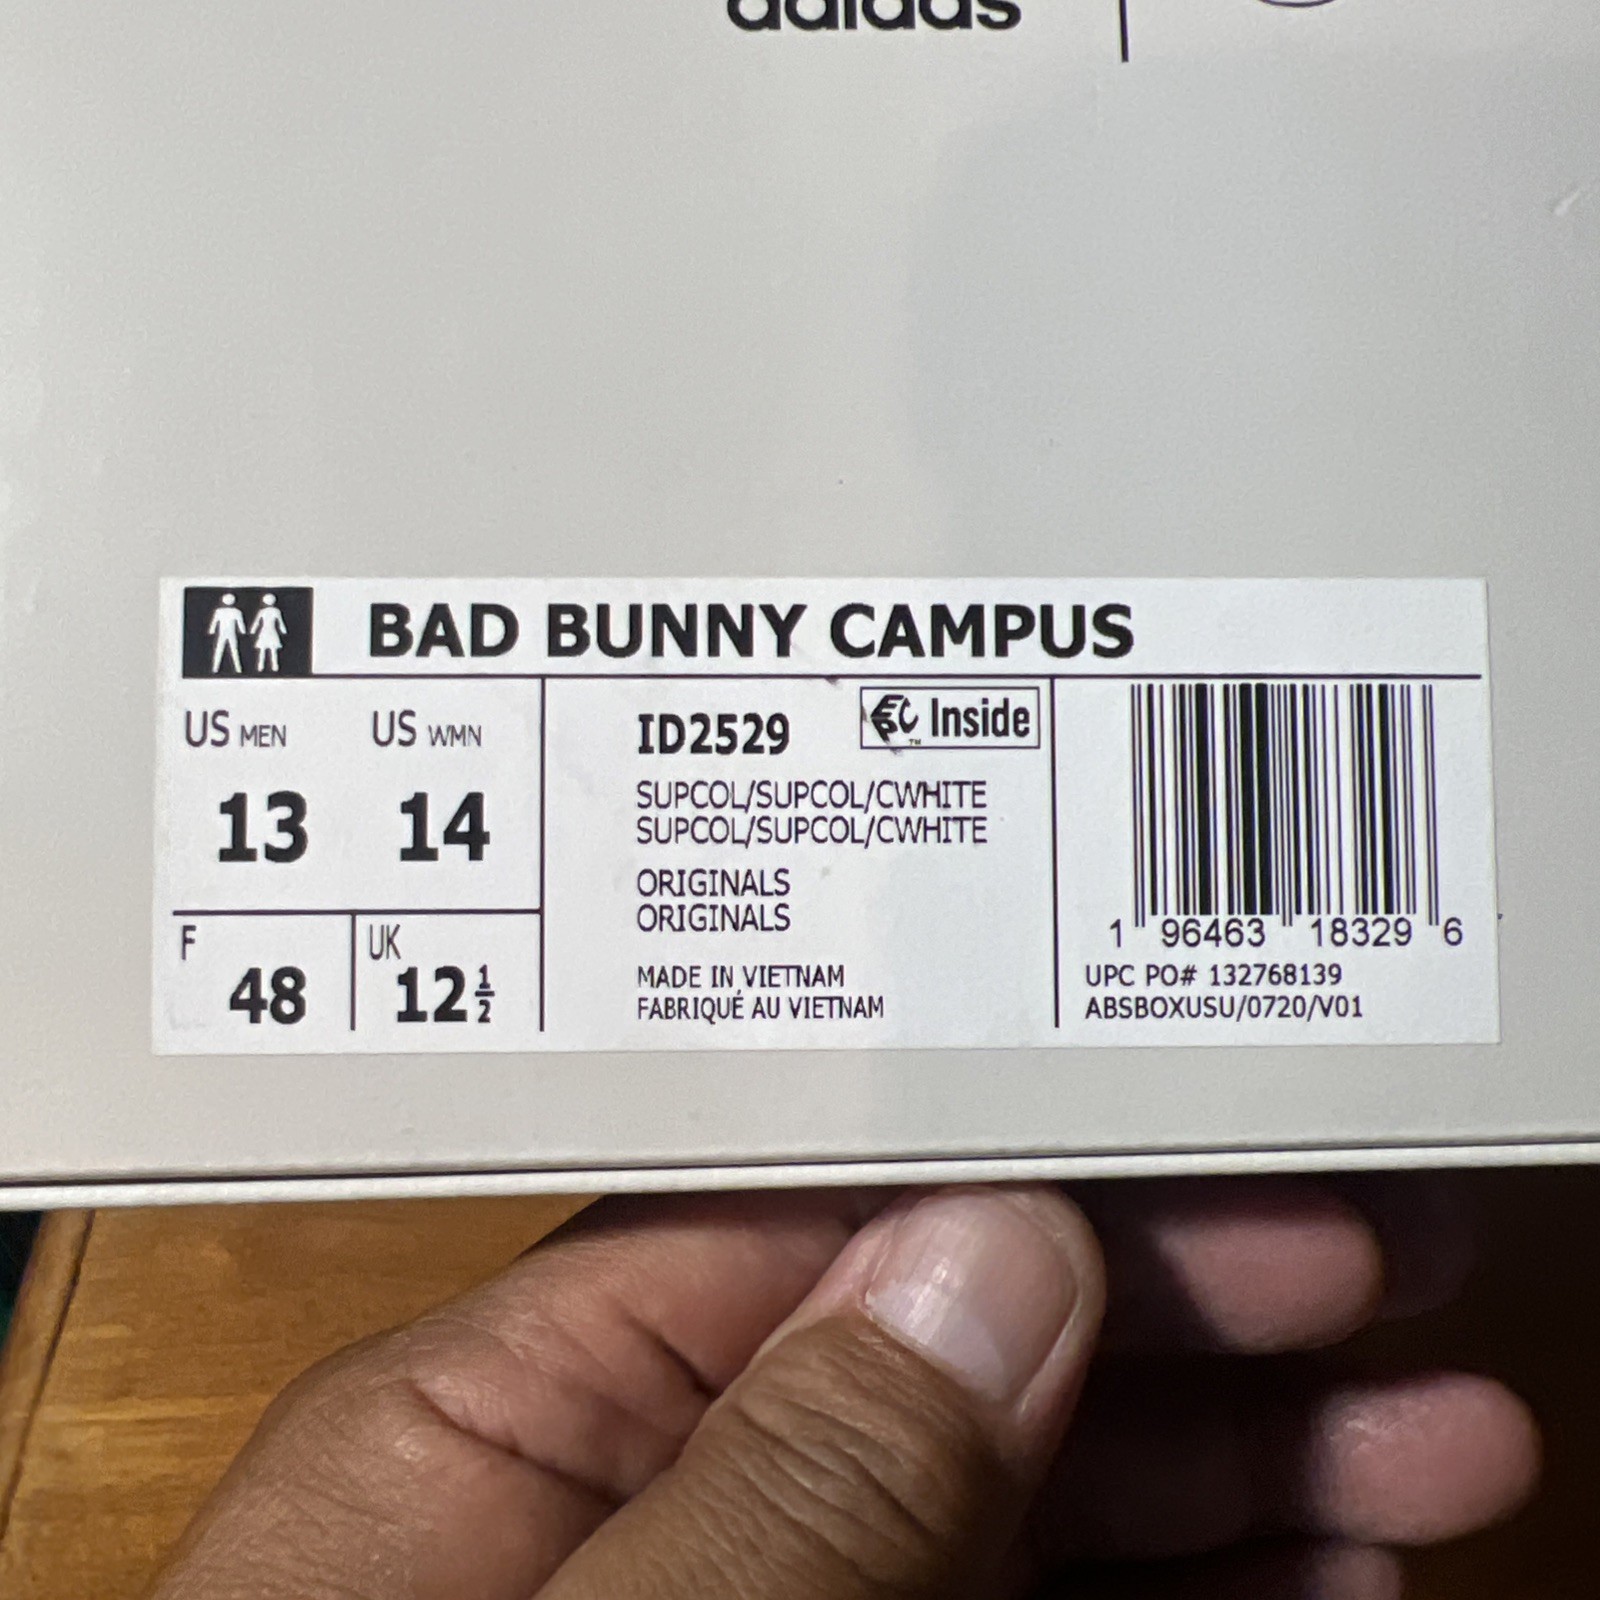 adidas
BAD BUNNY CAMPUS
US MEN US WMN
13 14
F 48 UK 12½
ID2529 EPC Inside
SUPCOL/SUPCOL/CWHITE
SUPCOL/SUPCOL/CWHITE
ORIGINALS
ORIGINALS
MADE IN VIETNAM
FABRIQUÉ AU VIETNAM
1 96463 18329 6
UPC PO# 132768139
ABSBOXUSU/0720/V01